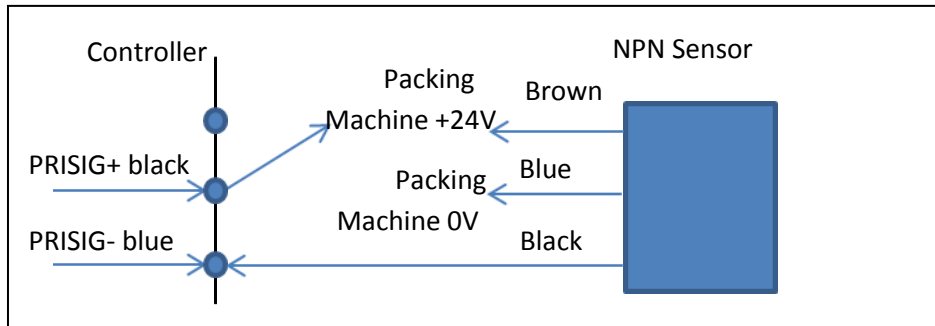 Controller
NPN Sensor
Packing
Machine +24V
Brown
PRISIG+ black
Packing
Machine 0V
Blue
PRISIG- blue
Black